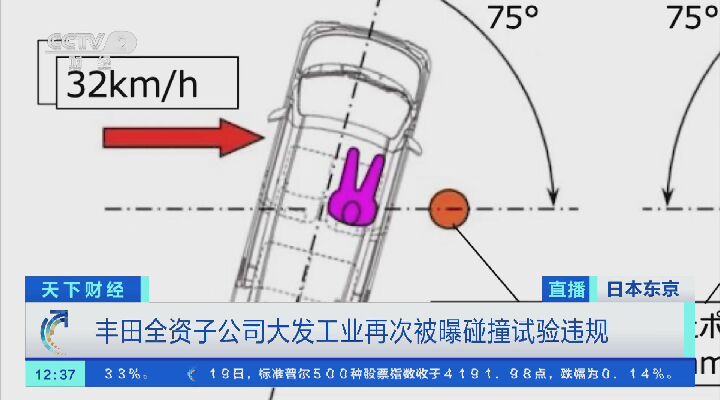 75°
75°
CCTV 2
财经
32km/h
天下财经
直播
日本东京
丰田全资子公司大发工业再次被曝碰撞试验违规
mm
12:37
33%。
19日，标准普尔500种股票指数收于4191.98点，跌幅为0.14%。